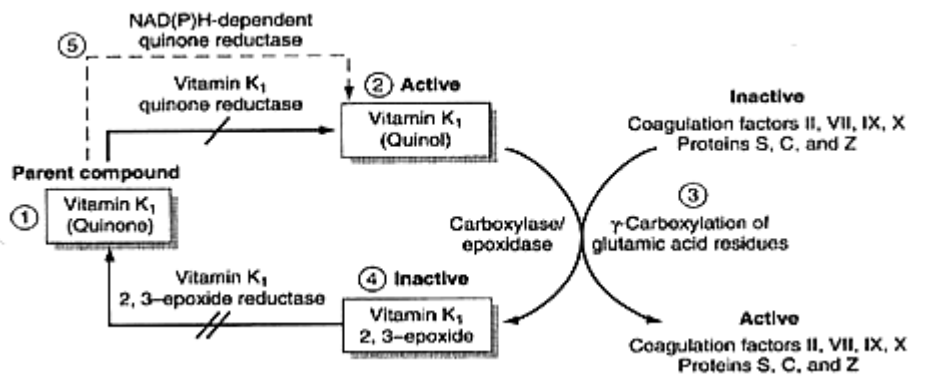 NAD(P)H-dependent
quinone reductase
5
Vitamin K1
quinone reductase
2 Active
Vitamin K1
(Quinol)
Parent compound
1
Vitamin K1
(Quinone)
Inactive
Coagulation factors II, VII, IX, X
Proteins S, C, and Z
Carboxylase/
epoxidase
3
γ-Carboxylation of
glutamic acid residues
Vitamin K1
2, 3–epoxide reductase
4 Inactive
Vitamin K1
2, 3–epoxide
Active
Coagulation factors II, VII, IX, X
Proteins S, C, and Z